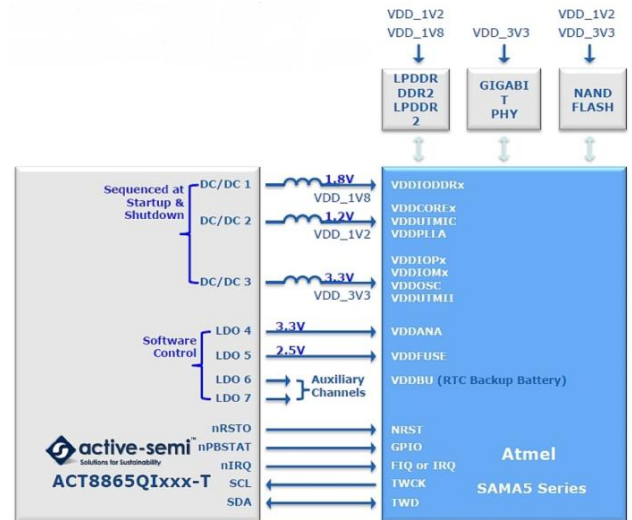 VDD_1V2
VDD_1V8
VDD_3V3
VDD_1V2
VDD_3V3
LPDDR
DDR2
LPDDR
2
GIGABI
T
PHY
NAND
FLASH
Sequenced at
Startup &
Shutdown
DC/DC 1
1.8V
VDD_1V8
VDDIODDRx
DC/DC 2
1.2V
VDD_1V2
VDDCOREx
VDDUTMIC
VDDPLLA
DC/DC 3
3.3V
VDD_3V3
VDDIOPx
VDDIOMx
VDDOSC
VDDUTMII
Software
Control
LDO 4
3.3V
VDDANA
LDO 5
2.5V
VDDFUSE
LDO 6
LDO 7
Auxiliary
Channels
VDDBU (RTC Backup Battery)
nRSTO
NRST
nPBSTAT
GPIO
nIRQ
FIQ or IRQ
SCL
TWCK
SDA
TWD
active-semi™
Solutions for Sustainability
ACT8865QIxxx-T
Atmel
SAMA5 Series